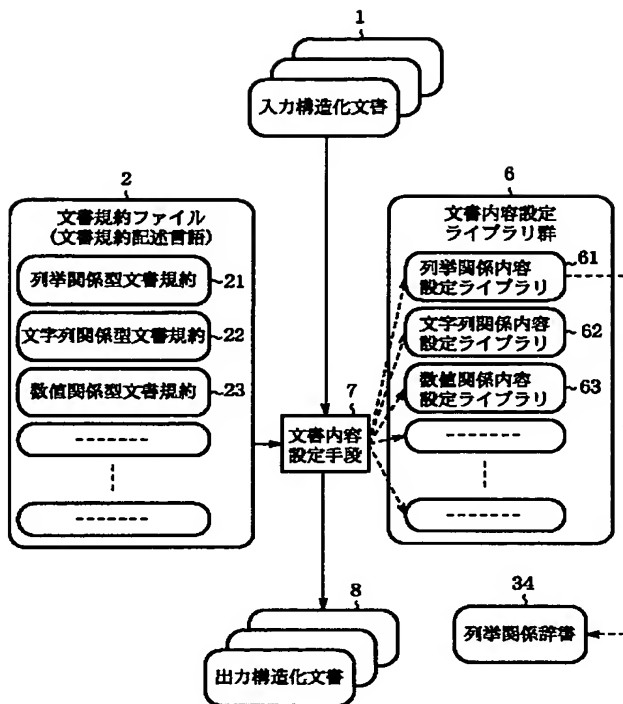 1
入力構造化文書
2
文書規約ファイル
(文書規約記述言語)
列挙関係型文書規約
21
文字列関係型文書規約
22
数値関係型文書規約
23
6
文書内容設定
ライブラリ群
列挙関係内容
設定ライブラリ
61
文字列関係内容
設定ライブラリ
62
数値関係内容
設定ライブラリ
63
7
文書内容
設定手段
8
出力構造化文書
34
列挙関係辞書